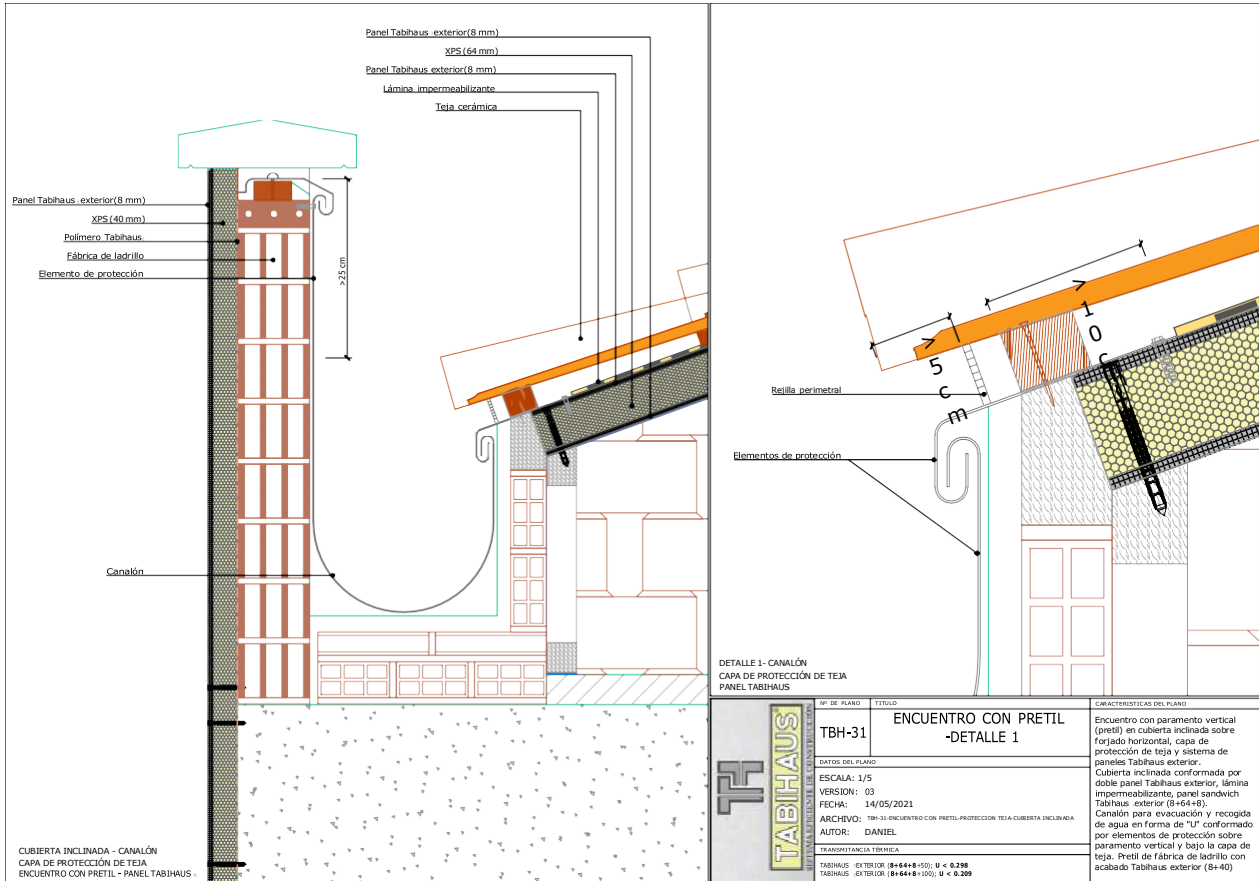 Panel Tabihaus exterior(8 mm)
XPS(64 mm)
Panel Tabihaus exterior(8 mm)
Lámina impermeabilizante
Teja cerámica
Panel Tabihaus exterior(8 mm)
XPS(40 mm)
Polímero Tabihaus
Fábrica de ladrillo
Elemento de protección
>25 cm
Canalón
CUBIERTA INCLINADA - CANALÓN
CAPA DE PROTECCIÓN DE TEJA
ENCUENTRO CON PRETIL - PANEL TABIHAUS
>10cm
>5cm
Rejilla perimetral
Elementos de protección
DETALLE 1- CANALÓN
CAPA DE PROTECCIÓN DE TEJA
PANEL TABIHAUS
TH
TABIHAUS
SISTEMA EFICIENTE DE CONSTRUCCIÓN
Nº DE PLANO
TITULO
TBH-31
ENCUENTRO CON PRETIL
-DETALLE 1
DATOS DEL PLANO
ESCALA: 1/5
VERSION: 03
FECHA: 14/05/2021
ARCHIVO: TBH-31-ENCUENTRO CON PRETIL-PROTECCION TEJA-CUBIERTA INCLINADA
AUTOR: DANIEL
TRANSMITANCIA TÉRMICA
TABIHAUS EXTERIOR (8+64+8+50); U < 0.298
TABIHAUS EXTERIOR (8+64+8+100); U < 0.209
CARACTERISTICAS DEL PLANO
Encuentro con paramento vertical
(pretil) en cubierta inclinada sobre
forjado horizontal, capa de
protección de teja y sistema de
paneles Tabihaus exterior.
Cubierta inclinada conformada por
doble panel Tabihaus exterior, lámina
impermeabilizante, panel sandwich
Tabihaus exterior (8+64+8).
Canalón para evacuación y recogida
de agua en forma de "U" conformado
por elementos de protección sobre
paramento vertical y bajo la capa de
teja. Pretil de fábrica de ladrillo con
acabado Tabihaus exterior (8+40)